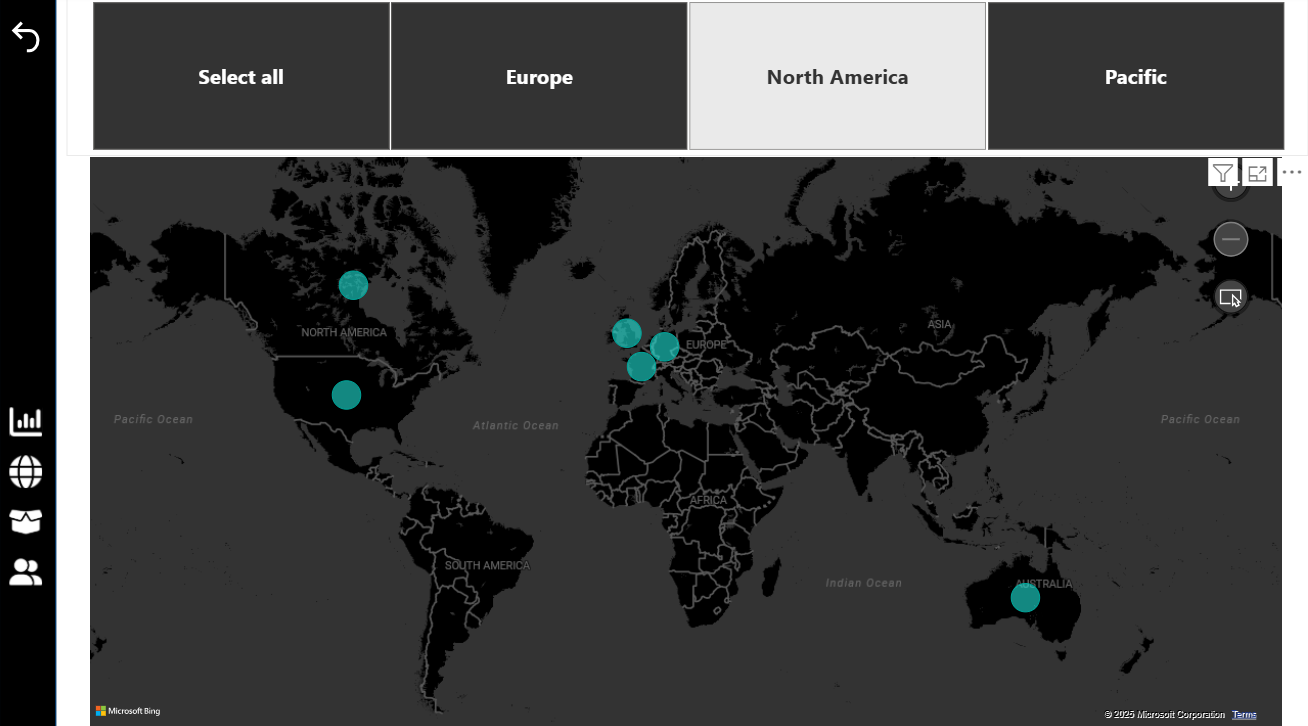 Select all
Europe
North America
Pacific
ASIA
NORTH AMERICA
EUROPE
Pacific Ocean
Atlantic Ocean
Pacific Ocean
AFRICA
SOUTH AMERICA
Indian Ocean
AUSTRALIA
Microsoft Bing
© 2025 Microsoft Corporation Terms